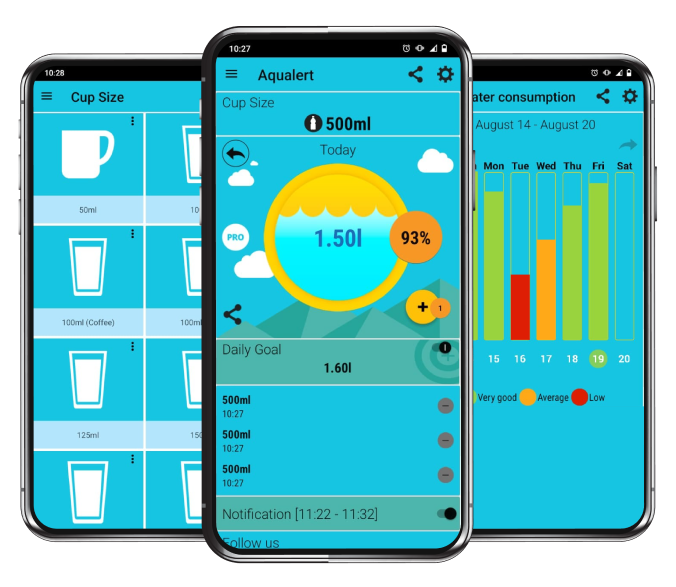 10:28
Cup Size
50ml
10
100ml (Coffee)
100ml
125ml
150
10:27
Aqualert
Cup Size
500ml
Today
PRO
1.50l
93%
+
1
Daily Goal
1.60l
500ml
10:27
500ml
10:27
500ml
10:27
Notification [11:22 - 11:32]
Follow us
ater consumption
August 14 - August 20
Mon Tue Wed Thu Fri Sat
15 16 17 18 19 20
Very good Average Low